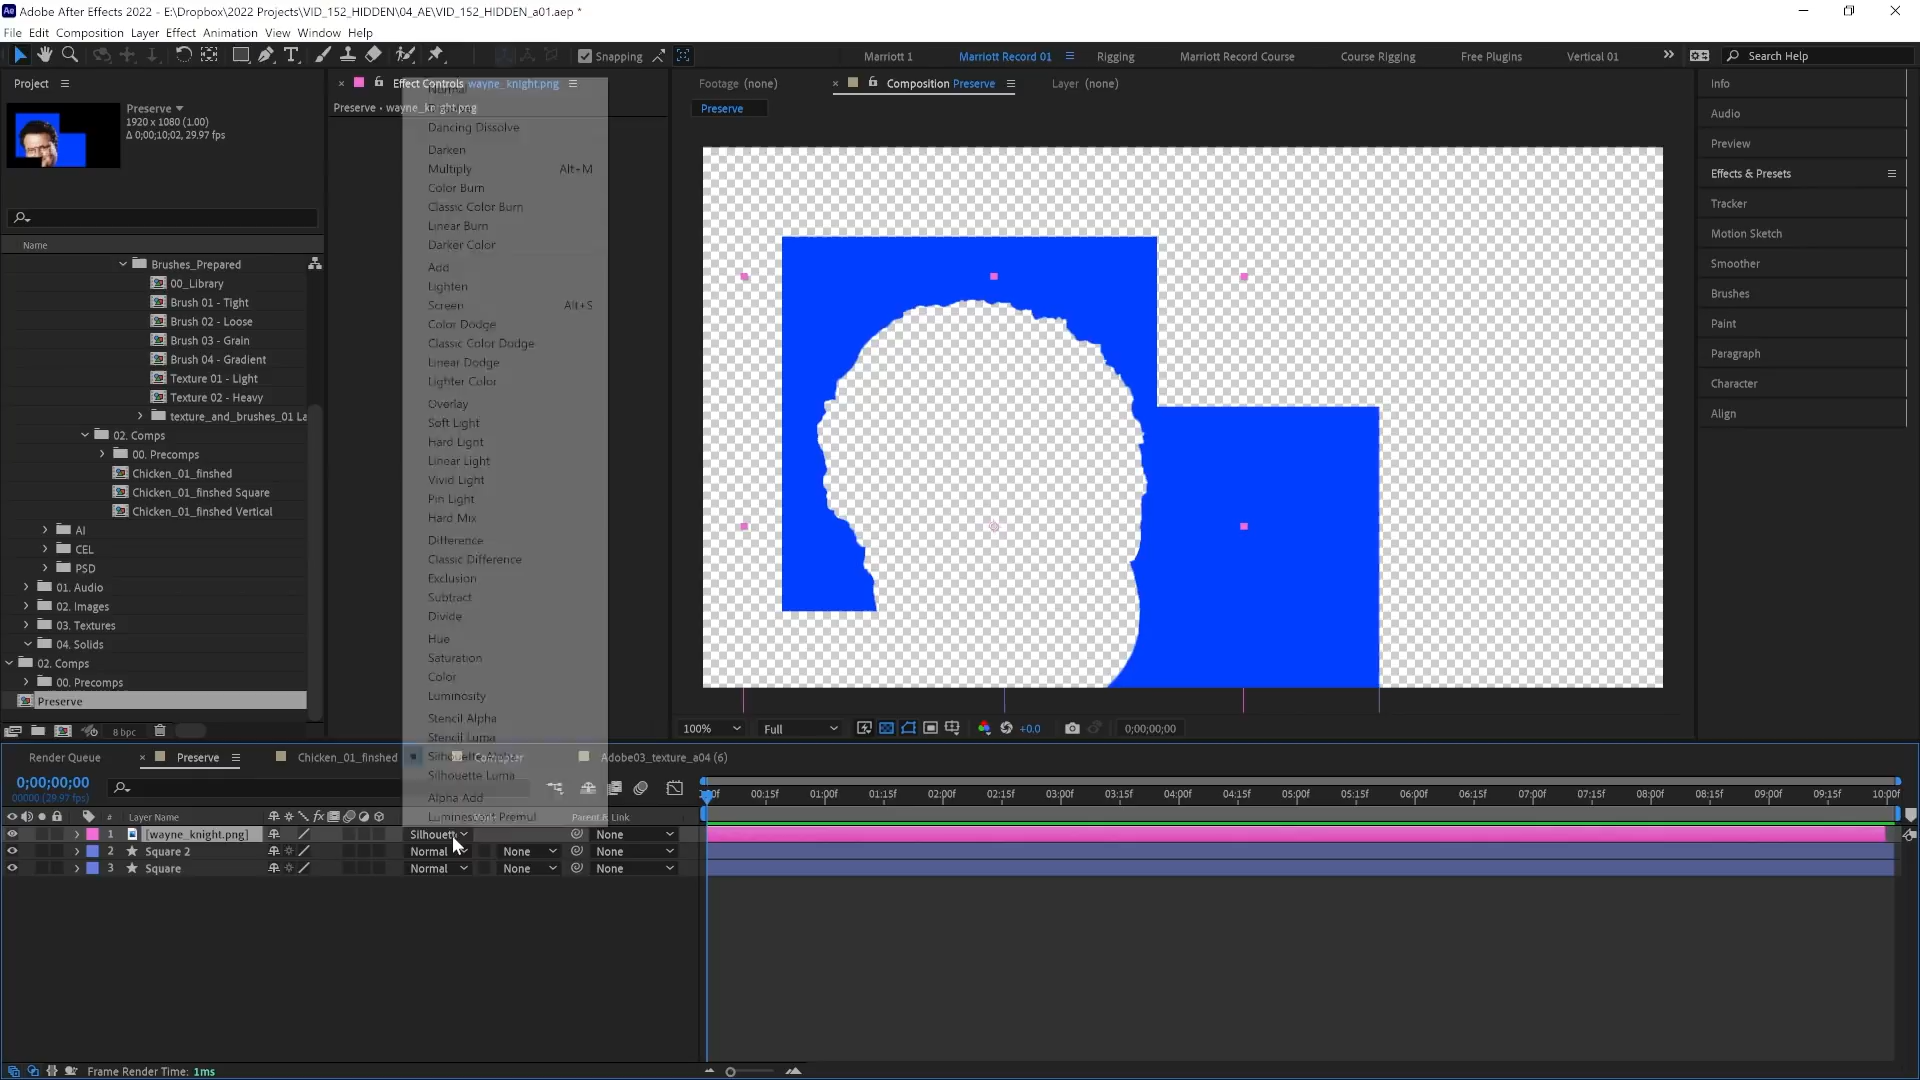 Adobe After Effects 2022 - E:\Dropbox\2022 Projects\VID_152_HIDDEN\04_AE\VID_152_HIDDEN_a01.aep *
File Edit Composition Layer Effect Animation View Window Help
Snapping
Marriott 1
Marriott Record 01
Rigging
Marriott Record Course
Course Rigging
Free Plugins
Vertical 01
Search Help
Project
Preserve
1920 x 1080 (1.00)
Δ 0;00;10;02, 29.97 fps
Name
Brushes_Prepared
00_Library
Brush 01 - Tight
Brush 02 - Loose
Brush 03 - Grain
Brush 04 - Gradient
Texture 01 - Light
Texture 02 - Heavy
texture_and_brushes_01 La
02. Comps
00. Precomps
Chicken_01_finshed
Chicken_01_finshed Square
Chicken_01_finshed Vertical
AI
CEL
PSD
01. Audio
02. Images
03. Textures
04. Solids
02. Comps
00. Precomps
Preserve
8 bpc
Effect Controls wayne_knight.png
Preserve • wayne_knight.png
Normal
Dancing Dissolve
Darken
Multiply Alt+M
Color Burn
Classic Color Burn
Linear Burn
Darker Color
Add
Lighten
Screen Alt+S
Color Dodge
Classic Color Dodge
Linear Dodge
Lighter Color
Overlay
Soft Light
Hard Light
Linear Light
Vivid Light
Pin Light
Hard Mix
Difference
Classic Difference
Exclusion
Subtract
Divide
Hue
Saturation
Color
Luminosity
Stencil Alpha
Stencil Luma
Silhouette Alpha
Silhouette Luma
Alpha Add
Luminescent Premul
Footage (none)
Composition Preserve
Layer (none)
Preserve
100%
Full
+0.0
0;00;00;00
Info
Audio
Preview
Effects & Presets
Tracker
Motion Sketch
Smoother
Brushes
Paint
Paragraph
Character
Align
Render Queue
Preserve
Chicken_01_finshed
Adobe03_texture_a04 (6)
0;00;00;00
00000 (29.97 fps)
# Layer Name
Parent & Link
1 [wayne_knight.png] Silhouett None
2 Square 2 Normal None None
3 Square Normal None None
00:15f 01:00f 01:15f 02:00f 02:15f 03:00f 03:15f 04:00f 04:15f 05:00f 05:15f 06:00f 06:15f 07:00f 07:15f 08:00f 08:15f 09:00f 09:15f 10:00f
Frame Render Time: 1ms